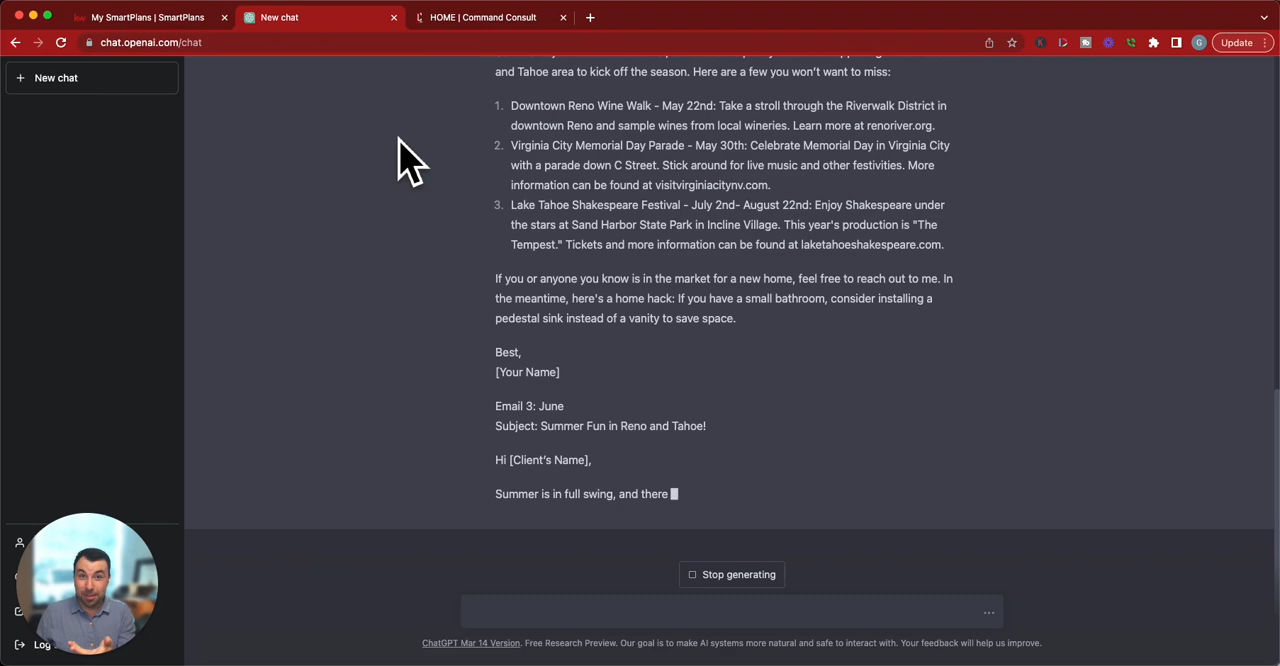 My SmartPlans | SmartPlans
New chat
HOME | Command Consult
chat.openai.com/chat
G
Update
New chat
and Tahoe area to kick off the season. Here are a few you won't want to miss:
1. Downtown Reno Wine Walk - May 22nd: Take a stroll through the Riverwalk District in
downtown Reno and sample wines from local wineries. Learn more at renoriver.org.
2. Virginia City Memorial Day Parade - May 30th: Celebrate Memorial Day in Virginia City
with a parade down C Street. Stick around for live music and other festivities. More
information can be found at visitvirginiacitynv.com.
3. Lake Tahoe Shakespeare Festival - July 2nd- August 22nd: Enjoy Shakespeare under
the stars at Sand Harbor State Park in Incline Village. This year's production is "The
Tempest." Tickets and more information can be found at laketahoeshakespeare.com.
If you or anyone you know is in the market for a new home, feel free to reach out to me. In
the meantime, here's a home hack: If you have a small bathroom, consider installing a
pedestal sink instead of a vanity to save space.
Best,
[Your Name]
Email 3: June
Subject: Summer Fun in Reno and Tahoe!
Hi [Client's Name],
Summer is in full swing, and there
Stop generating
Log
ChatGPT Mar 14 Version. Free Research Preview. Our goal is to make AI systems more natural and safe to interact with. Your feedback will help us improve.